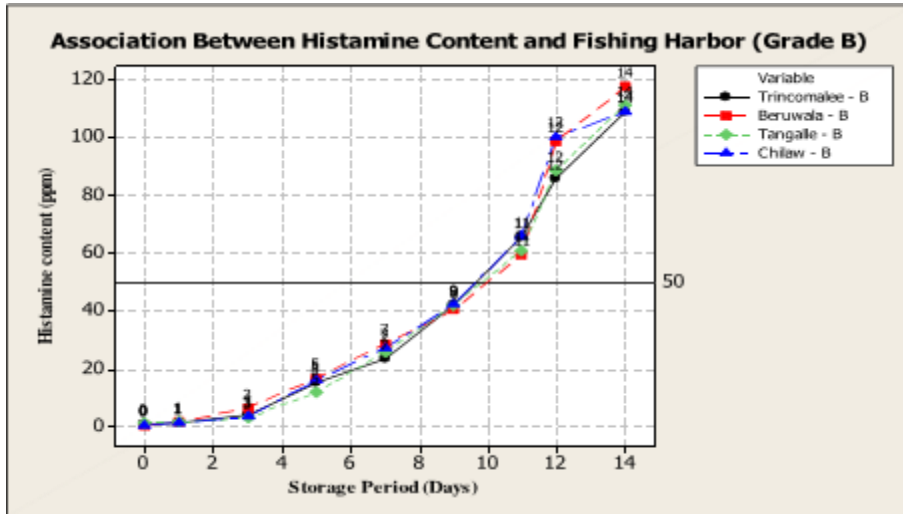 Association Between Histamine Content and Fishing Harbor (Grade B)
120
100
80
60
40
20
0
Histamine content (ppm)
0 2 4 6 8 10 12 14
Storage Period (Days)
50
Variable
Trincomalee - B
Beruwala - B
Tangalle - B
Chilaw - B
0
1
11
11
12
14
14